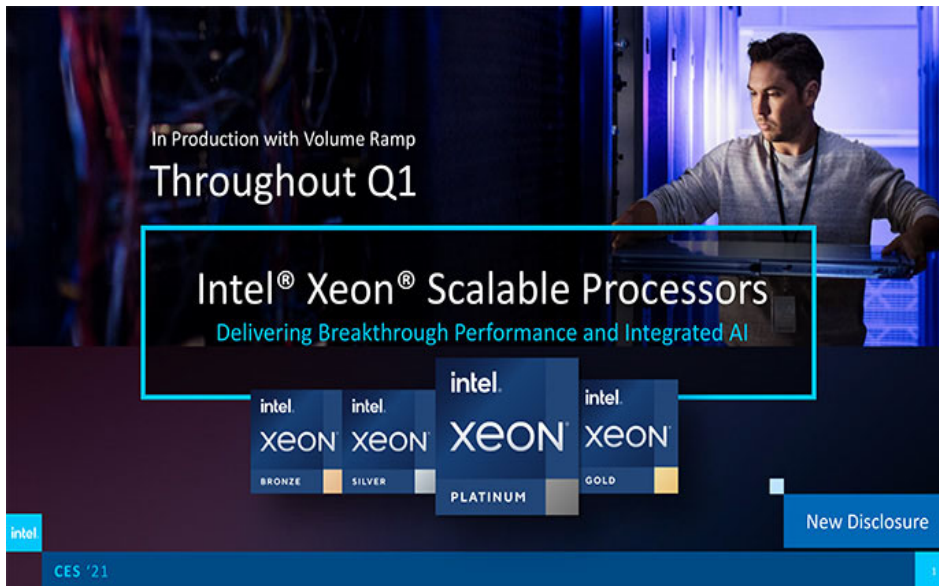 In Production with Volume Ramp
Throughout Q1
Intel® Xeon® Scalable Processors
Delivering Breakthrough Performance and Integrated AI
intel.
XEON
BRONZE
intel.
XEON
SILVER
intel.
XEON
PLATINUM
intel.
XEON
GOLD
New Disclosure
intel.
CES '21
1